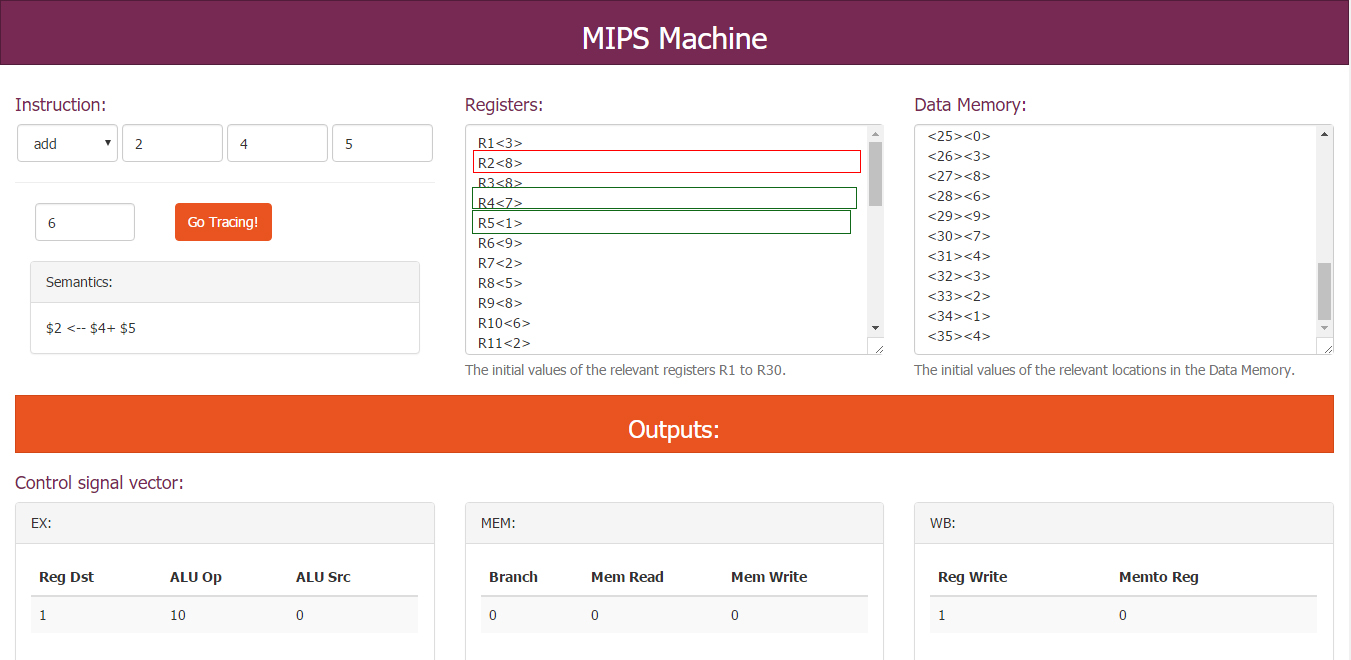 MIPS Machine
Instruction:
add 2 4 5
6 Go Tracing!
Semantics:
$2 <-- $4+ $5
Registers:
R1<3>
R2<8>
R3<8>
R4<7>
R5<1>
R6<9>
R7<2>
R8<5>
R9<8>
R10<6>
R11<2>
The initial values of the relevant registers R1 to R30.
Data Memory:
<25><0>
<26><3>
<27><8>
<28><6>
<29><9>
<30><7>
<31><4>
<32><3>
<33><2>
<34><1>
<35><4>
The initial values of the relevant locations in the Data Memory.
Outputs:
Control signal vector:
EX:
Reg Dst ALU Op ALU Src
1 10 0
MEM:
Branch Mem Read Mem Write
0 0 0
WB:
Reg Write Memto Reg
1 0